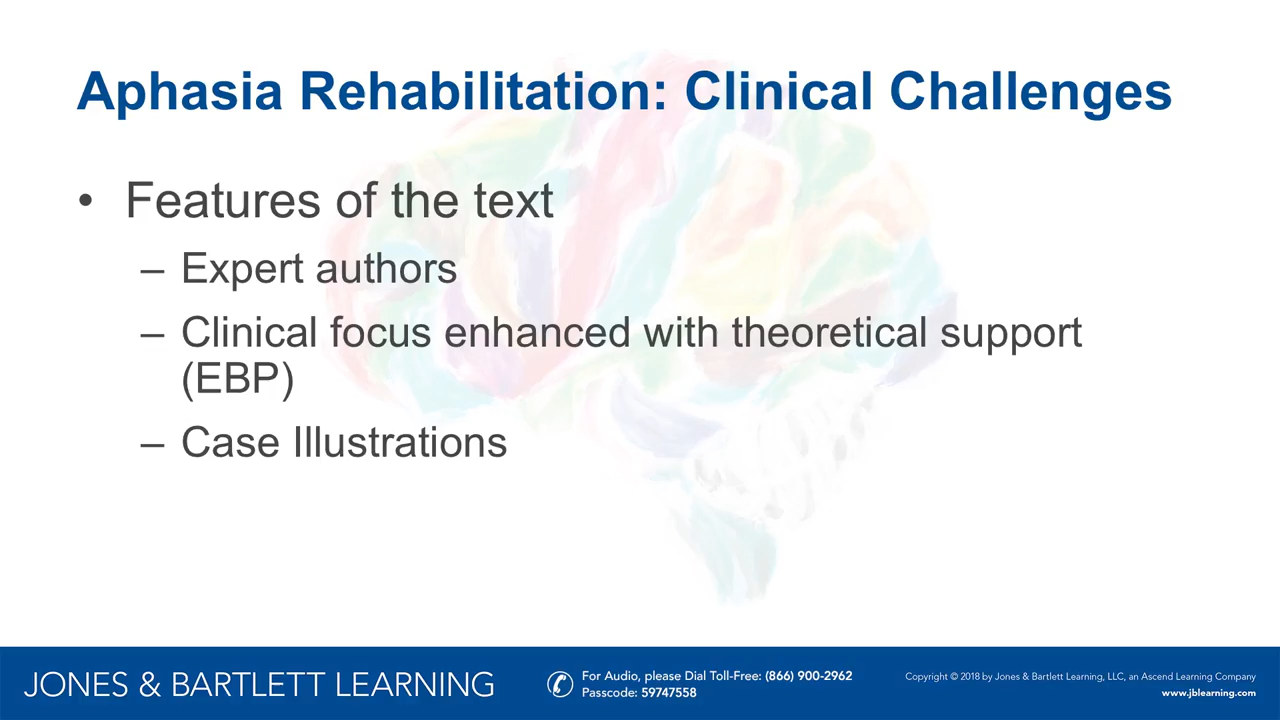 Aphasia Rehabilitation: Clinical Challenges
• Features of the text
– Expert authors
– Clinical focus enhanced with theoretical support
(EBP)
– Case Illustrations
JONES & BARTLETT LEARNING
For Audio, please Dial Toll-Free: (866) 900-2962
Passcode: 59747558
Copyright © 2018 by Jones & Bartlett Learning, LLC, an Ascend Learning Company
www.jblearning.com